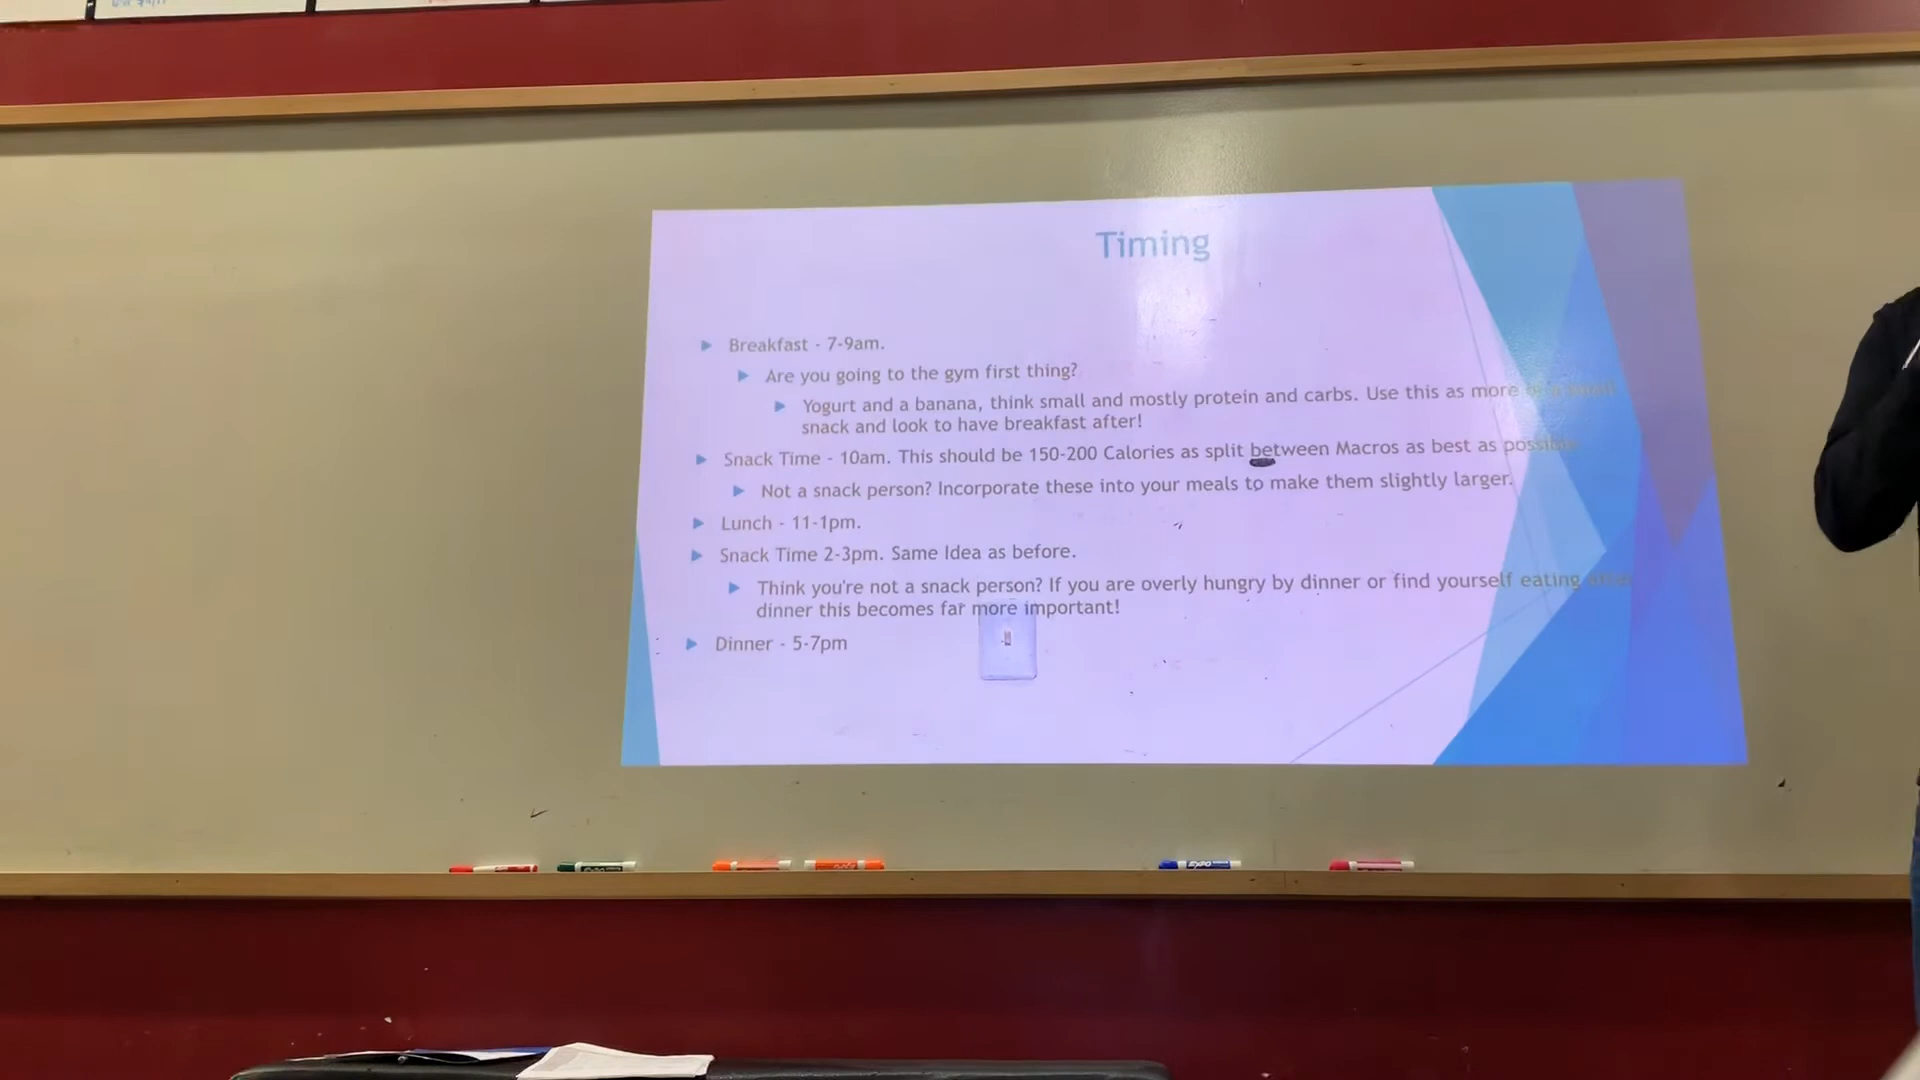 Timing
Breakfast - 7-9am.
Are you going to the gym first thing?
Yogurt and a banana, think small and mostly protein and carbs. Use this as more
snack and look to have breakfast after!
Snack Time - 10am. This should be 150-200 Calories as split between Macros as best as possible
Not a snack person? Incorporate these into your meals to make them slightly larger.
Lunch - 11-1pm.
Snack Time 2-3pm. Same Idea as before.
Think you're not a snack person? If you are overly hungry by dinner or find yourself eating after
dinner this becomes far more important!
Dinner - 5-7pm
EXPO